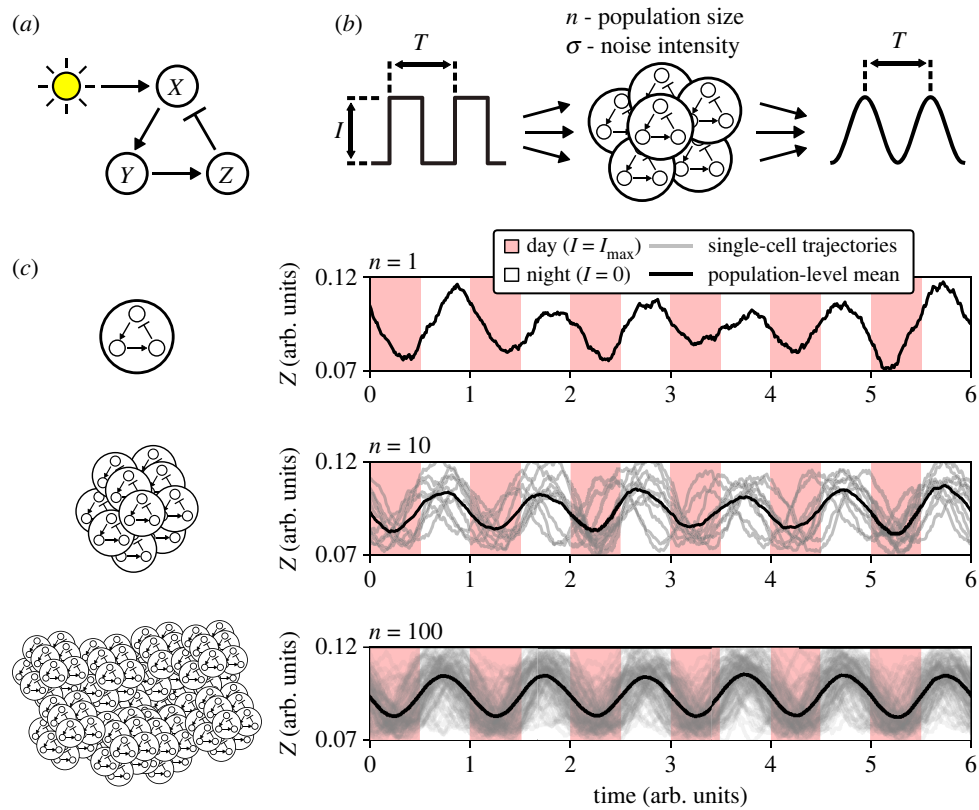 (a)
X
Y
Z
(b)
n - population size
σ - noise intensity
T
I
T
(c)
day (I = Imax)
single-cell trajectories
night (I = 0)
population-level mean
n = 1
0.12
Z (arb. units)
0.07
0 1 2 3 4 5 6
n = 10
0.12
Z (arb. units)
0.07
0 1 2 3 4 5 6
n = 100
0.12
Z (arb. units)
0.07
0 1 2 3 4 5 6
time (arb. units)